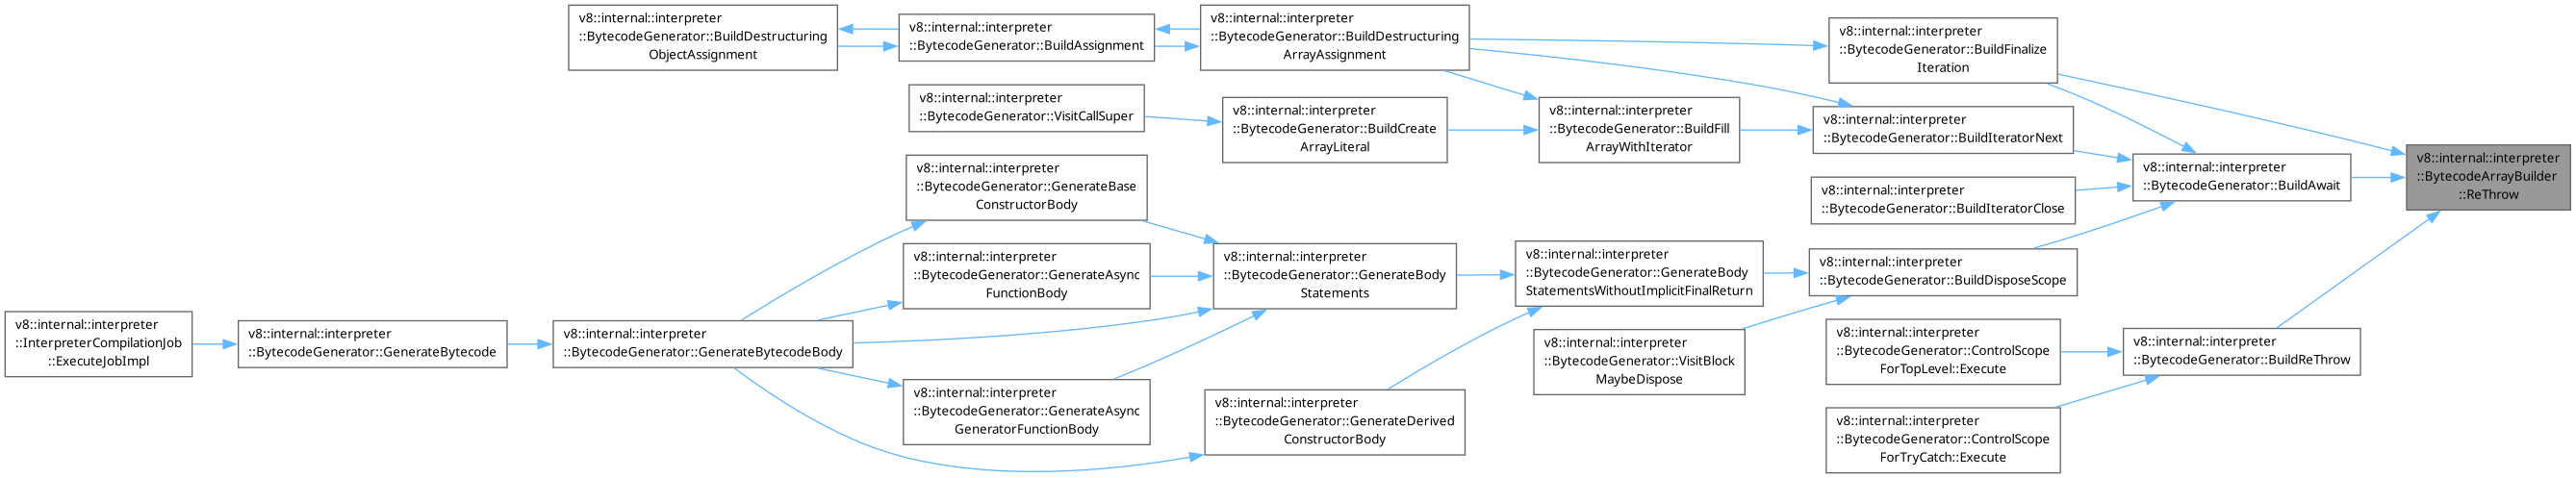 v8::internal::interpreter
::BytecodeGenerator::BuildDestructuring
ObjectAssignment
v8::internal::interpreter
::BytecodeGenerator::BuildAssignment
v8::internal::interpreter
::BytecodeGenerator::BuildDestructuring
ArrayAssignment
v8::internal::interpreter
::BytecodeGenerator::BuildFinalize
Iteration
v8::internal::interpreter
::BytecodeGenerator::VisitCallSuper
v8::internal::interpreter
::BytecodeGenerator::BuildCreate
ArrayLiteral
v8::internal::interpreter
::BytecodeGenerator::BuildFill
ArrayWithIterator
v8::internal::interpreter
::BytecodeGenerator::BuildIteratorNext
v8::internal::interpreter
::BytecodeGenerator::BuildAwait
v8::internal::interpreter
::BytecodeArrayBuilder
::ReThrow
v8::internal::interpreter
::BytecodeGenerator::BuildIteratorClose
v8::internal::interpreter
::BytecodeGenerator::GenerateBase
ConstructorBody
v8::internal::interpreter
::BytecodeGenerator::GenerateAsync
FunctionBody
v8::internal::interpreter
::BytecodeGenerator::GenerateBody
Statements
v8::internal::interpreter
::BytecodeGenerator::GenerateBody
StatementsWithoutImplicitFinalReturn
v8::internal::interpreter
::BytecodeGenerator::BuildDisposeScope
v8::internal::interpreter
::InterpreterCompilationJob
::ExecuteJobImpl
v8::internal::interpreter
::BytecodeGenerator::GenerateBytecode
v8::internal::interpreter
::BytecodeGenerator::GenerateBytecodeBody
v8::internal::interpreter
::BytecodeGenerator::VisitBlock
MaybeDispose
v8::internal::interpreter
::BytecodeGenerator::ControlScope
ForTopLevel::Execute
v8::internal::interpreter
::BytecodeGenerator::BuildReThrow
v8::internal::interpreter
::BytecodeGenerator::GenerateAsync
GeneratorFunctionBody
v8::internal::interpreter
::BytecodeGenerator::GenerateDerived
ConstructorBody
v8::internal::interpreter
::BytecodeGenerator::ControlScope
ForTryCatch::Execute